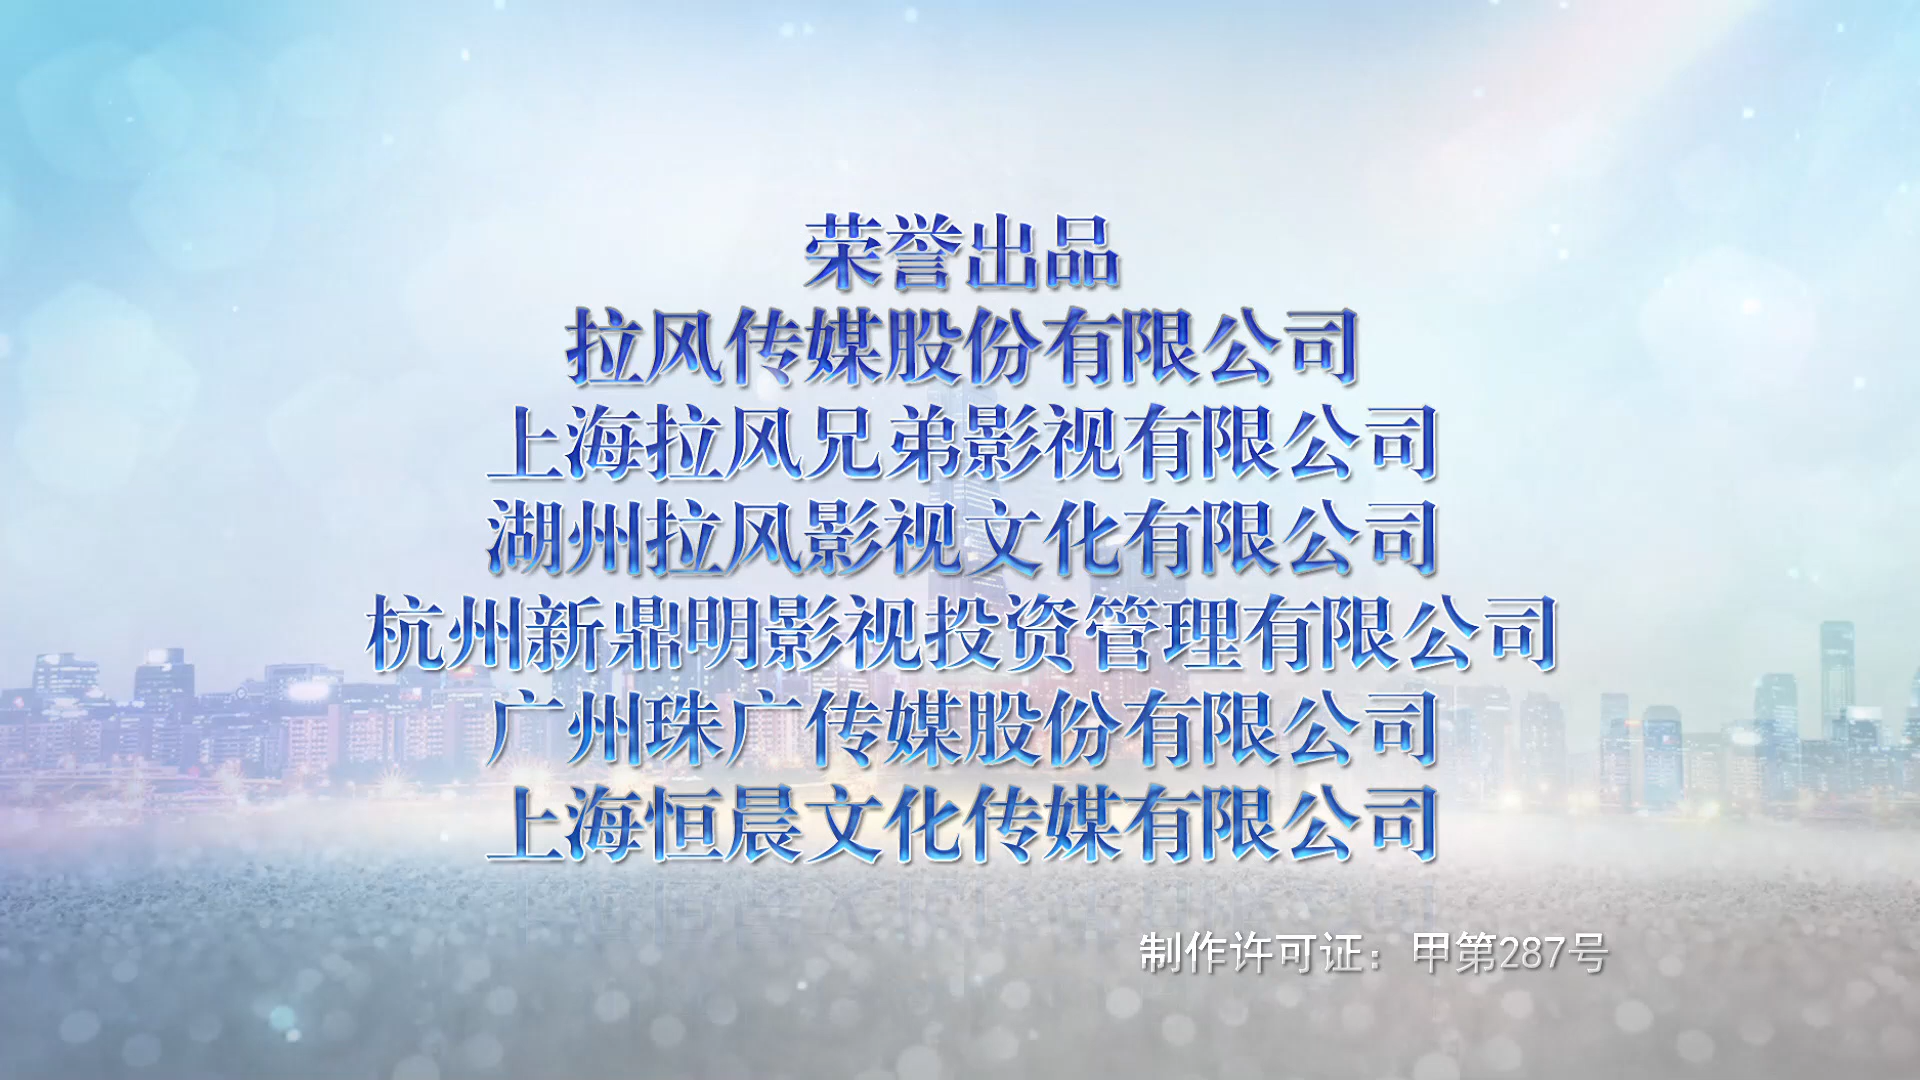 荣誉出品
拉风传媒股份有限公司
上海拉风兄弟影视有限公司
湖州拉风影视文化有限公司
杭州新鼎明影视投资管理有限公司
广州珠广传媒股份有限公司
上海恒晨文化传媒有限公司
制作许可证：甲第287号